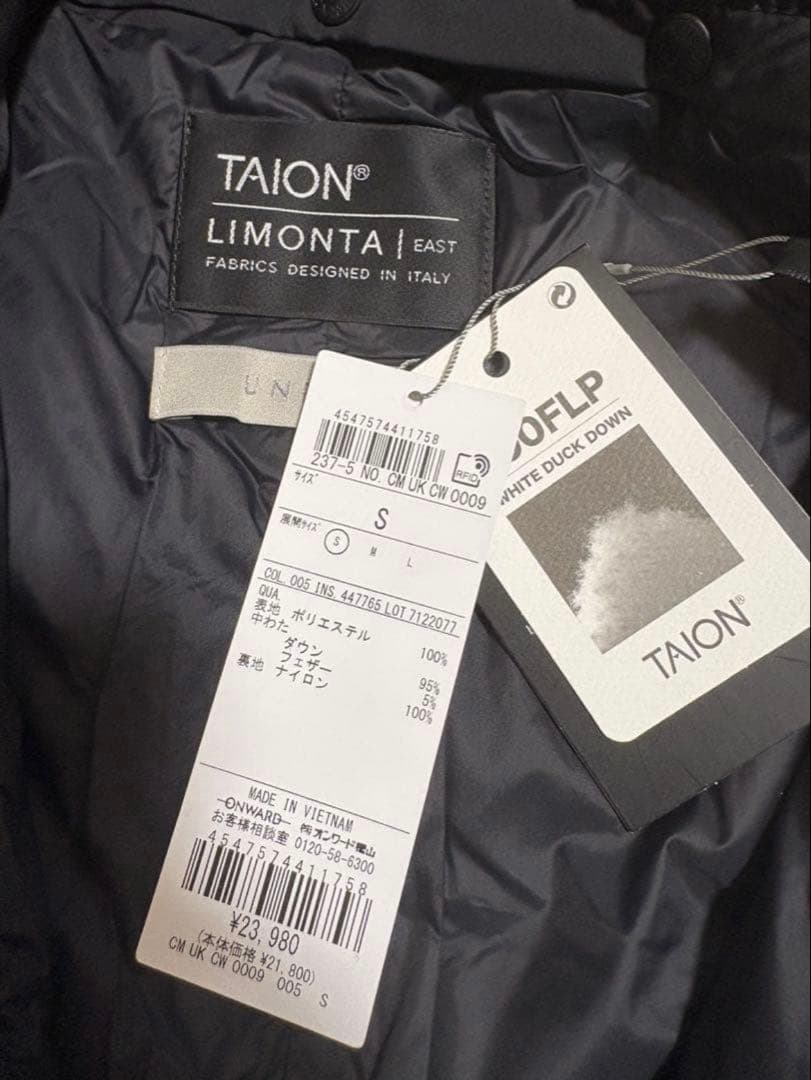 TAION®
LIMONTA | EAST
FABRICS DESIGNED IN ITALY
UN
4547574411758
237-5 NO. CM UK CW 0009
RFID
サイズ
S
展開サイズ
S M L
COL. 005 INS 447765 LOT 7122077
QUA.
表地 ポリエステル 100%
中わた
ダウン 95%
フェザー 5%
裏地 ナイロン 100%
MADE IN VIETNAM
ONWARD ㈱オンワード樫山
お客様相談室 0120-58-6300
4547574411758
¥23,980
(本体価格 ¥21,800)
CM UK CW 0009 005 S
00FLP
WHITE DUCK DOWN
TAION®